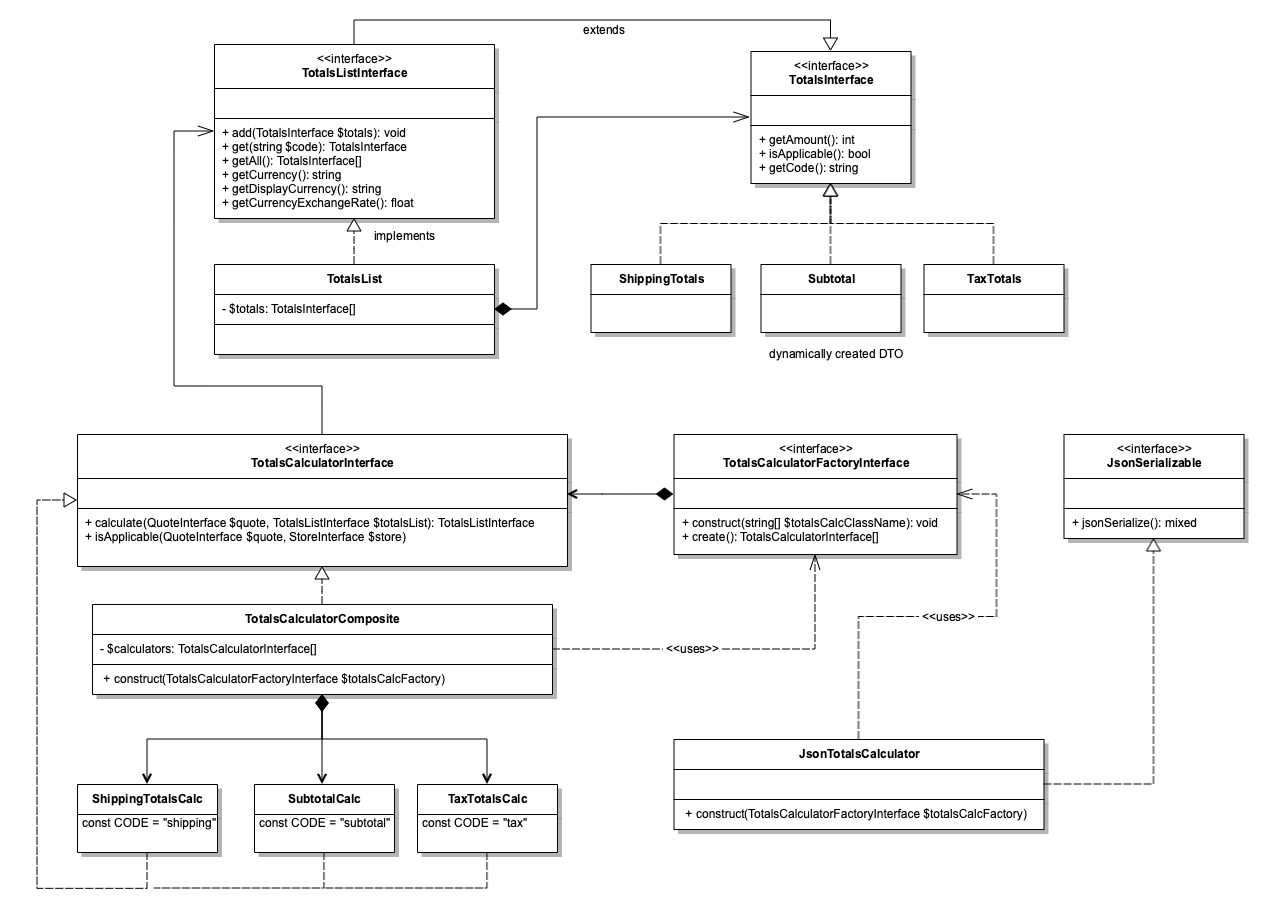 extends
<<interface>>
TotalsListInterface
+ add(TotalsInterface $totals): void
+ get(string $code): TotalsInterface
+ getAll(): TotalsInterface[]
+ getCurrency(): string
+ getDisplayCurrency(): string
+ getCurrencyExchangeRate(): float
<<interface>>
TotalsInterface
+ getAmount(): int
+ isApplicable(): bool
+ getCode(): string
implements
TotalsList
- $totals: TotalsInterface[]
ShippingTotals
Subtotal
TaxTotals
dynamically created DTO
<<interface>>
TotalsCalculatorInterface
+ calculate(QuoteInterface $quote, TotalsListInterface $totalsList): TotalsListInterface
+ isApplicable(QuoteInterface $quote, StoreInterface $store)
<<interface>>
TotalsCalculatorFactoryInterface
+ construct(string[] $totalsCalcClassName): void
+ create(): TotalsCalculatorInterface[]
<<interface>>
JsonSerializable
+ jsonSerialize(): mixed
TotalsCalculatorComposite
- $calculators: TotalsCalculatorInterface[]
+ construct(TotalsCalculatorFactoryInterface $totalsCalcFactory)
<<uses>>
<<uses>>
ShippingTotalsCalc
const CODE = "shipping"
SubtotalCalc
const CODE = "subtotal"
TaxTotalsCalc
const CODE = "tax"
JsonTotalsCalculator
+ construct(TotalsCalculatorFactoryInterface $totalsCalcFactory)